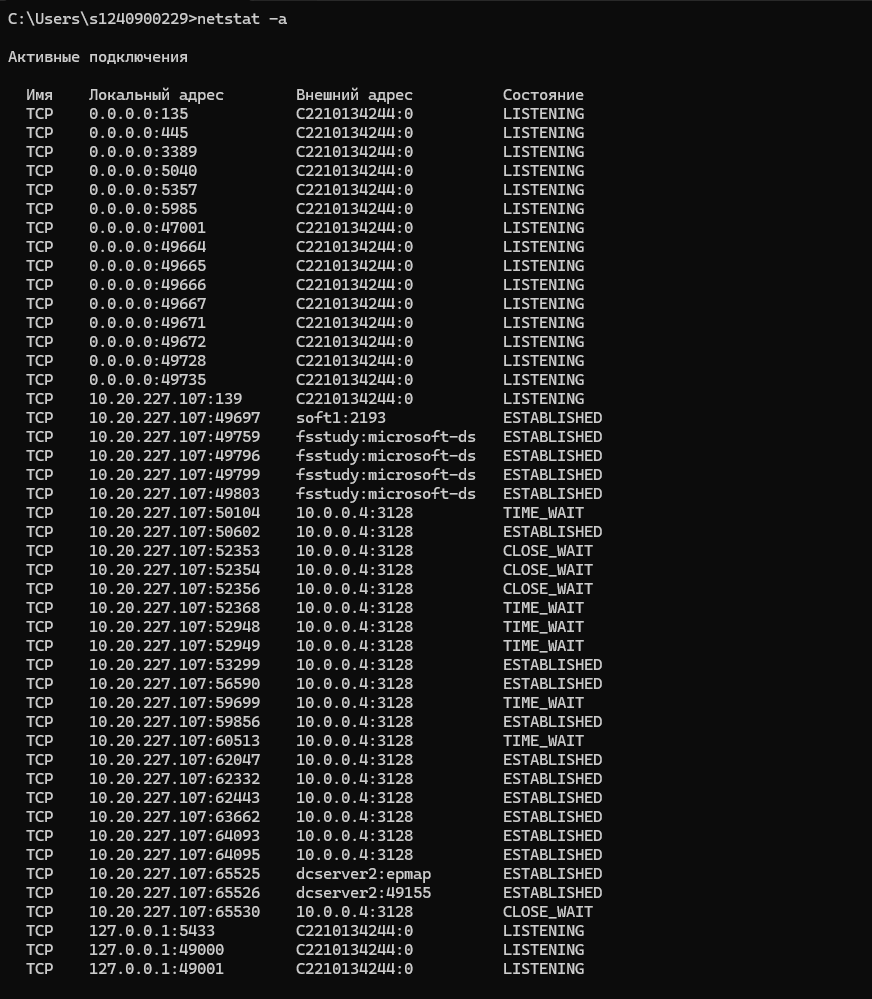 C:\Users\s1240900229>netstat -a
Активные подключения
Имя Локальный адрес Внешний адрес Состояние
TCP 0.0.0.0:135 C2210134244:0 LISTENING
TCP 0.0.0.0:445 C2210134244:0 LISTENING
TCP 0.0.0.0:3389 C2210134244:0 LISTENING
TCP 0.0.0.0:5040 C2210134244:0 LISTENING
TCP 0.0.0.0:5357 C2210134244:0 LISTENING
TCP 0.0.0.0:5985 C2210134244:0 LISTENING
TCP 0.0.0.0:47001 C2210134244:0 LISTENING
TCP 0.0.0.0:49664 C2210134244:0 LISTENING
TCP 0.0.0.0:49665 C2210134244:0 LISTENING
TCP 0.0.0.0:49666 C2210134244:0 LISTENING
TCP 0.0.0.0:49667 C2210134244:0 LISTENING
TCP 0.0.0.0:49671 C2210134244:0 LISTENING
TCP 0.0.0.0:49672 C2210134244:0 LISTENING
TCP 0.0.0.0:49728 C2210134244:0 LISTENING
TCP 0.0.0.0:49735 C2210134244:0 LISTENING
TCP 10.20.227.107:139 C2210134244:0 LISTENING
TCP 10.20.227.107:49697 soft1:2193 ESTABLISHED
TCP 10.20.227.107:49759 fsstudy:microsoft-ds ESTABLISHED
TCP 10.20.227.107:49796 fsstudy:microsoft-ds ESTABLISHED
TCP 10.20.227.107:49799 fsstudy:microsoft-ds ESTABLISHED
TCP 10.20.227.107:49803 fsstudy:microsoft-ds ESTABLISHED
TCP 10.20.227.107:50104 10.0.0.4:3128 TIME_WAIT
TCP 10.20.227.107:50602 10.0.0.4:3128 ESTABLISHED
TCP 10.20.227.107:52353 10.0.0.4:3128 CLOSE_WAIT
TCP 10.20.227.107:52354 10.0.0.4:3128 CLOSE_WAIT
TCP 10.20.227.107:52356 10.0.0.4:3128 CLOSE_WAIT
TCP 10.20.227.107:52368 10.0.0.4:3128 TIME_WAIT
TCP 10.20.227.107:52948 10.0.0.4:3128 TIME_WAIT
TCP 10.20.227.107:52949 10.0.0.4:3128 TIME_WAIT
TCP 10.20.227.107:53299 10.0.0.4:3128 ESTABLISHED
TCP 10.20.227.107:56590 10.0.0.4:3128 ESTABLISHED
TCP 10.20.227.107:59699 10.0.0.4:3128 TIME_WAIT
TCP 10.20.227.107:59856 10.0.0.4:3128 ESTABLISHED
TCP 10.20.227.107:60513 10.0.0.4:3128 TIME_WAIT
TCP 10.20.227.107:62047 10.0.0.4:3128 ESTABLISHED
TCP 10.20.227.107:62332 10.0.0.4:3128 ESTABLISHED
TCP 10.20.227.107:62443 10.0.0.4:3128 ESTABLISHED
TCP 10.20.227.107:63662 10.0.0.4:3128 ESTABLISHED
TCP 10.20.227.107:64093 10.0.0.4:3128 ESTABLISHED
TCP 10.20.227.107:64095 10.0.0.4:3128 ESTABLISHED
TCP 10.20.227.107:65525 dcserver2:epmap ESTABLISHED
TCP 10.20.227.107:65526 dcserver2:49155 ESTABLISHED
TCP 10.20.227.107:65530 10.0.0.4:3128 CLOSE_WAIT
TCP 127.0.0.1:5433 C2210134244:0 LISTENING
TCP 127.0.0.1:49000 C2210134244:0 LISTENING
TCP 127.0.0.1:49001 C2210134244:0 LISTENING